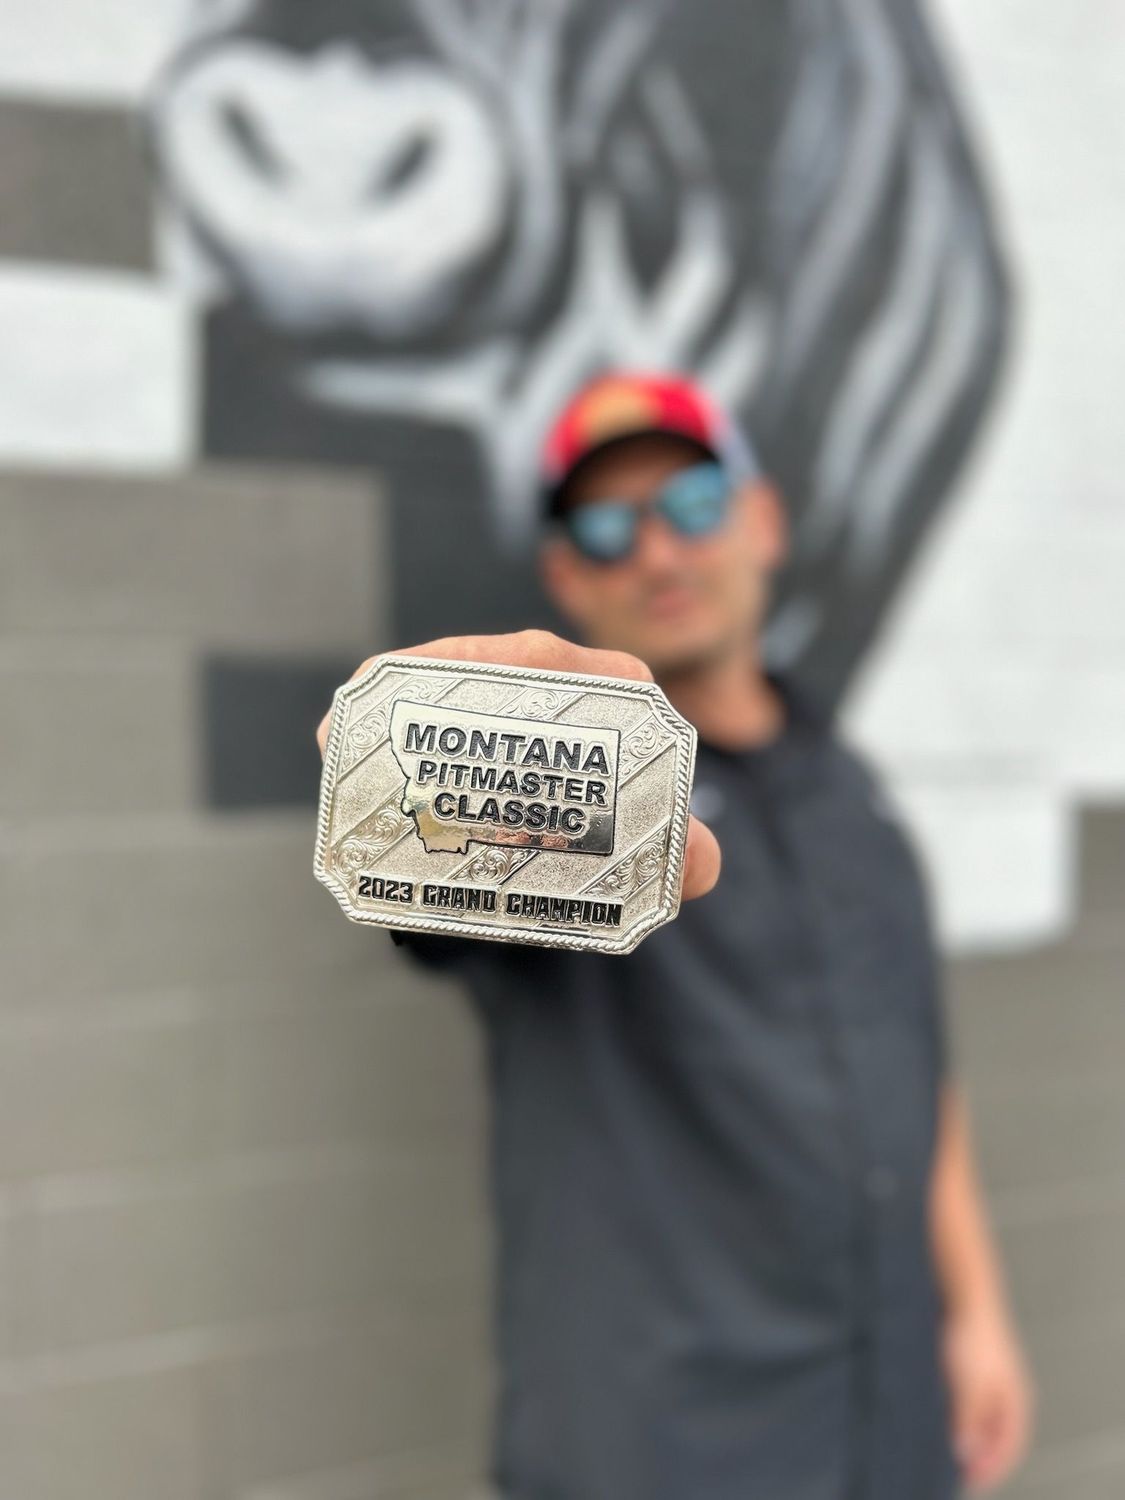 MONTANA
PITMASTER
CLASSIC
2023 GRAND CHAMPION